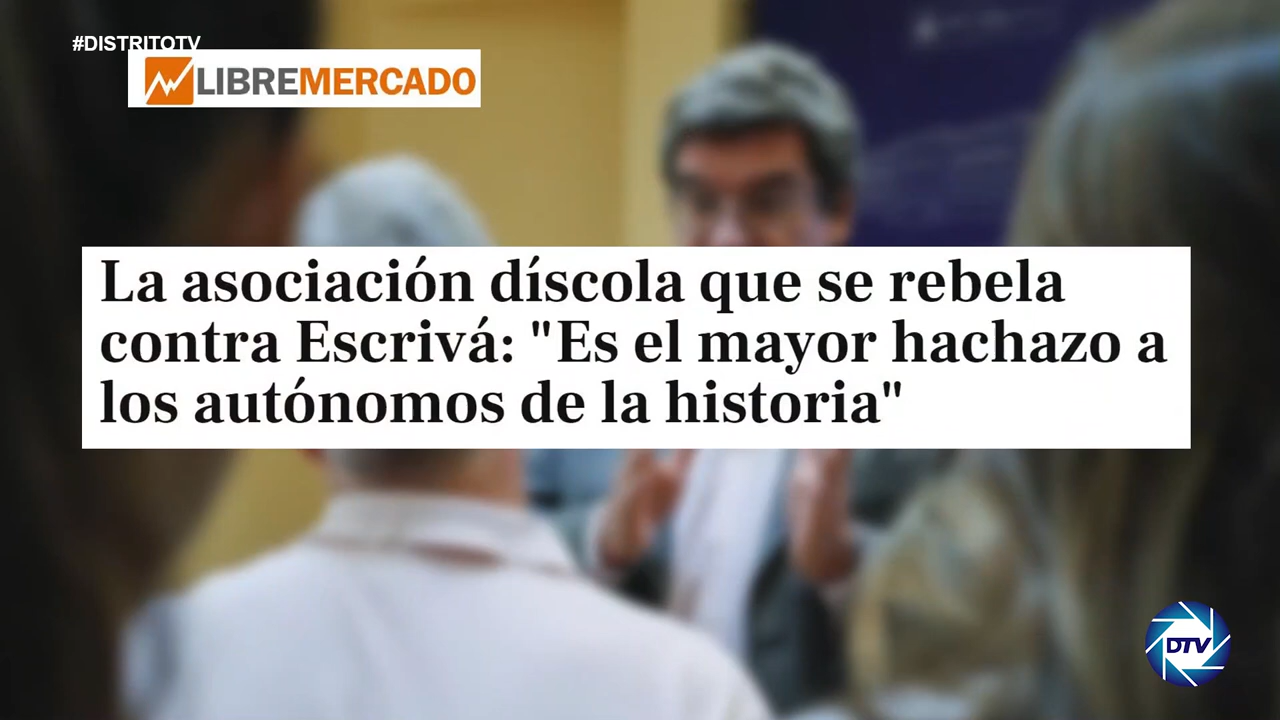 #DISTRITOTV
LIBREMERCADO
La asociación díscola que se rebela
contra Escrivá: "Es el mayor hachazo a
los autónomos de la historia"
DTV